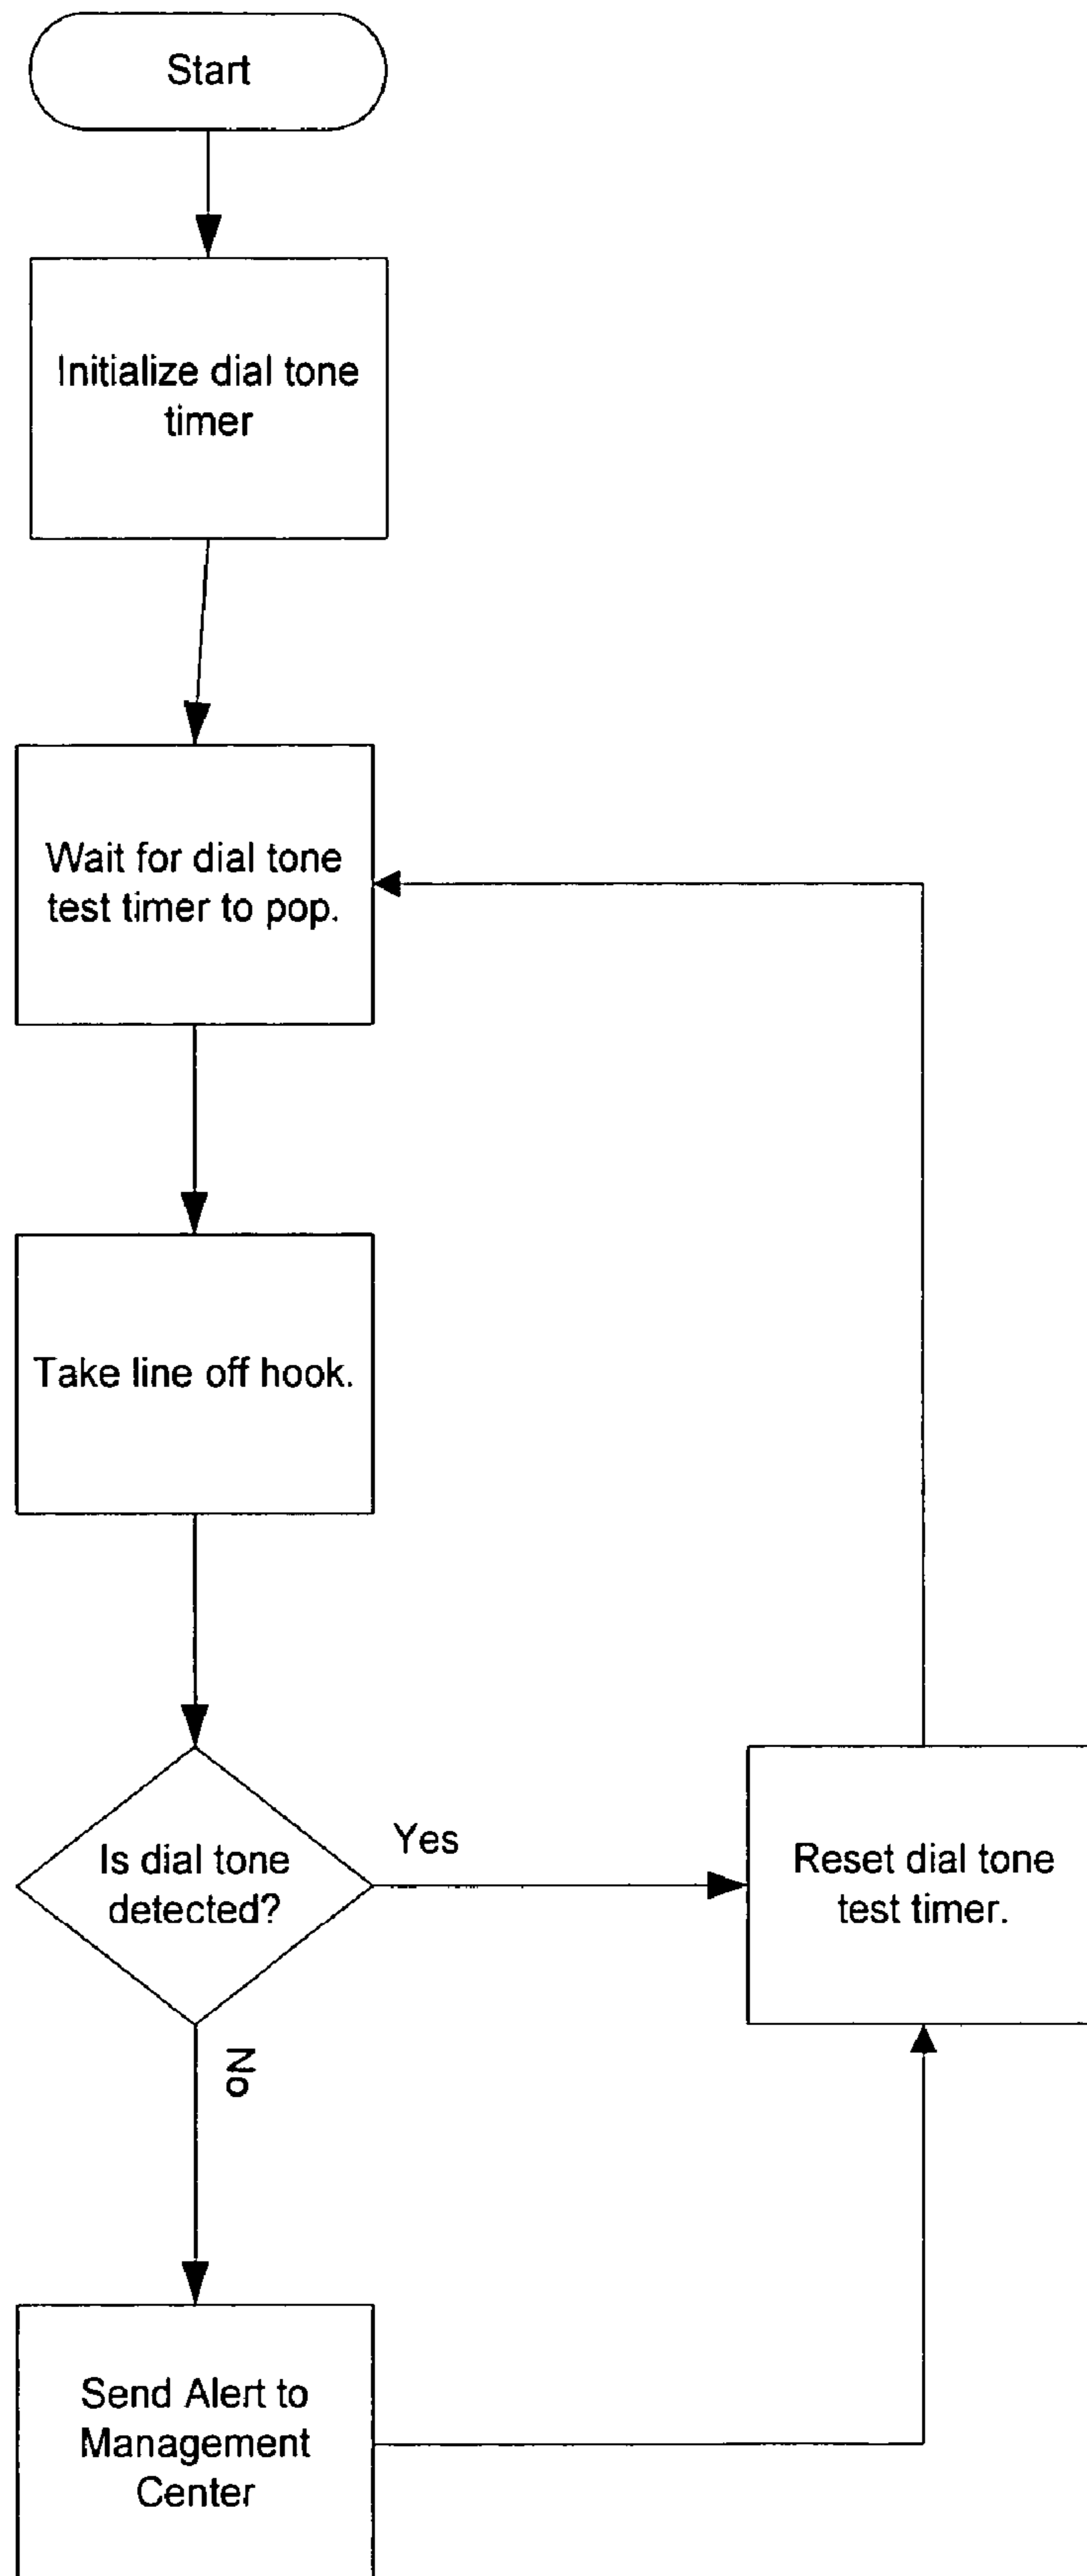 Start
Initialize dial tone
timer
Wait for dial tone
test timer to pop.
Take line off hook.
Is dial tone
detected?
Yes
Reset dial tone
test timer.
No
Send Alert to
Management
Center